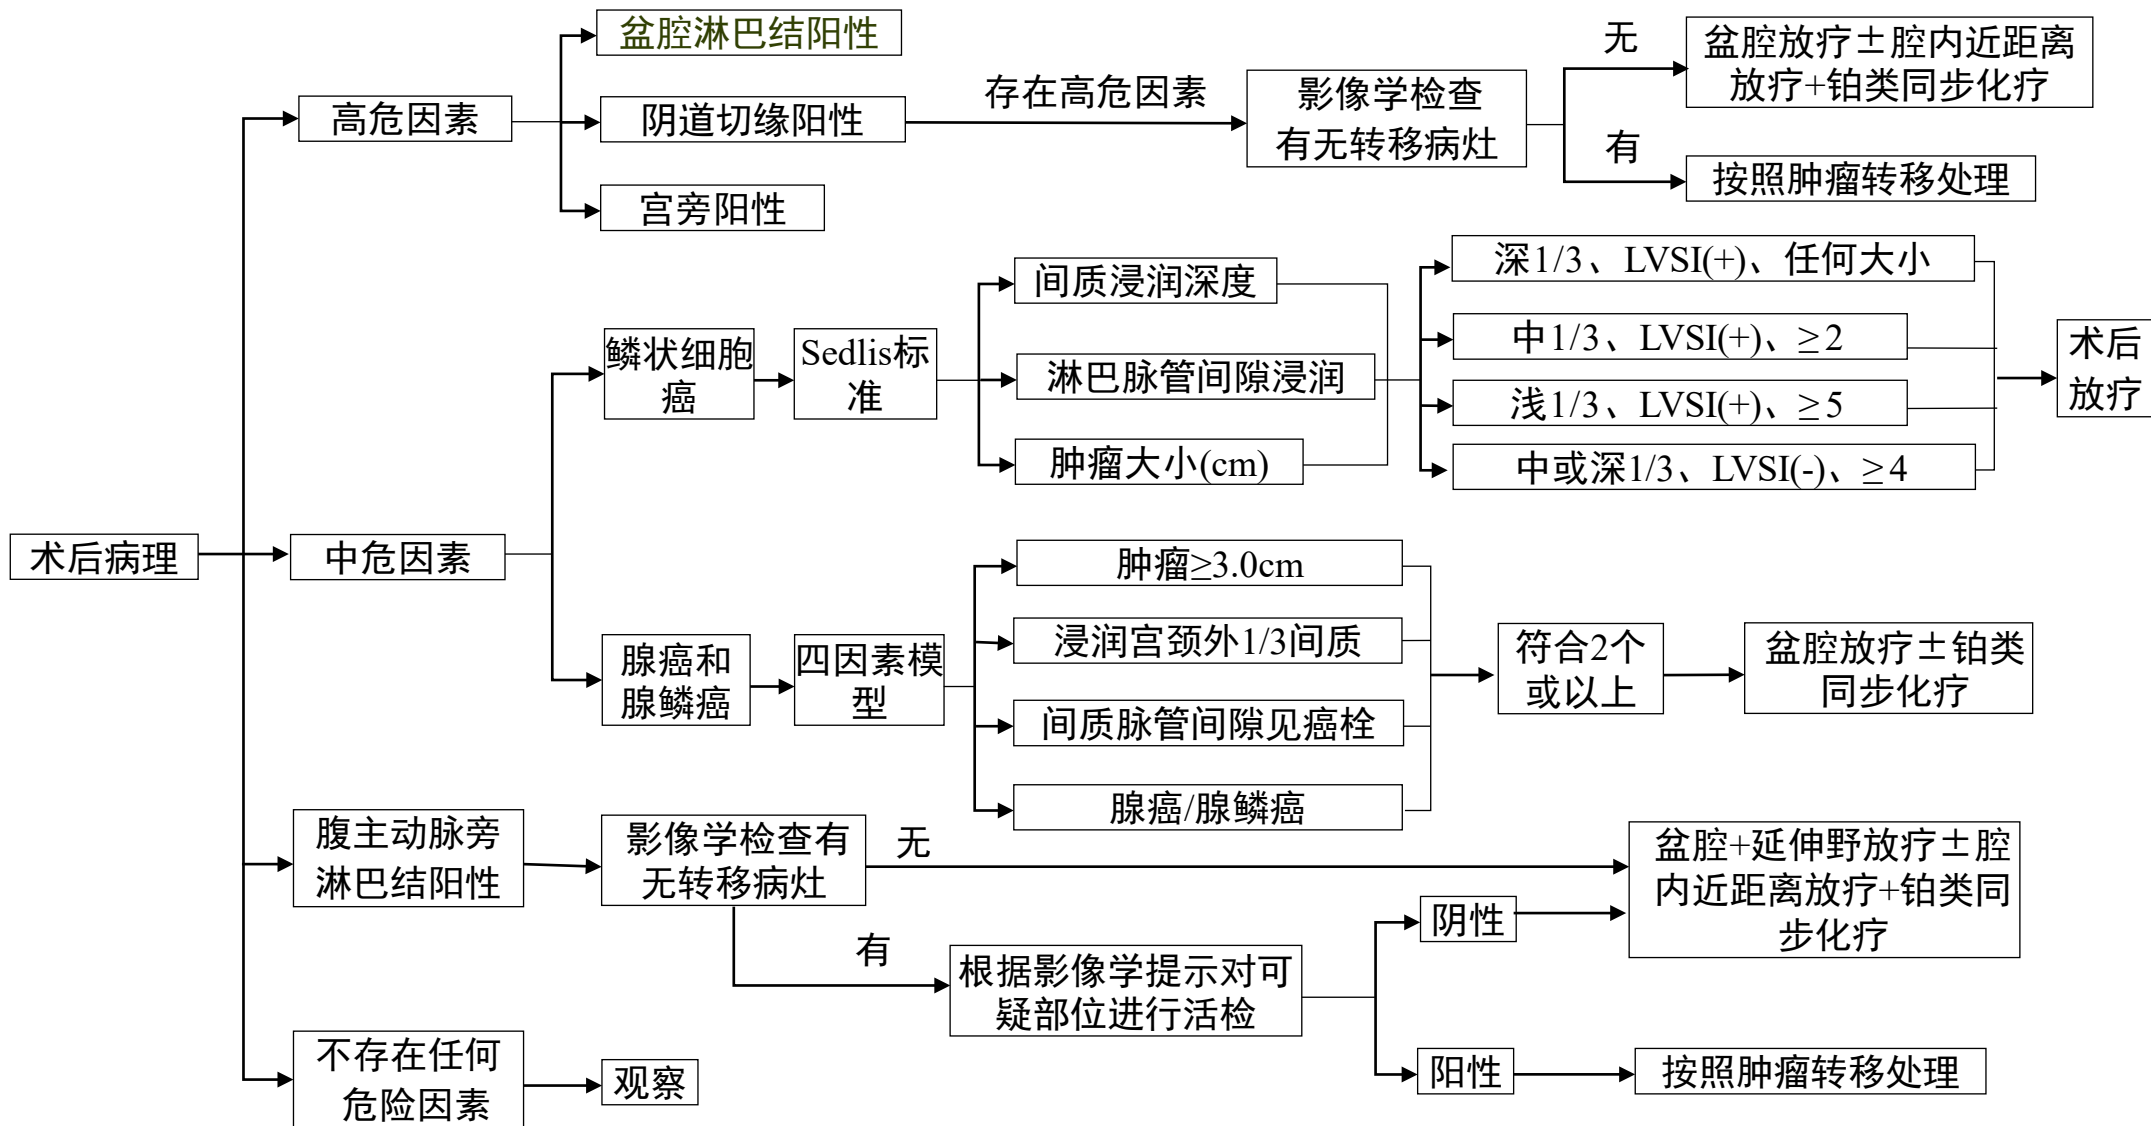 术后病理
高危因素
盆腔淋巴结阳性
阴道切缘阳性
宫旁阳性
存在高危因素
影像学检查
有无转移病灶
无
盆腔放疗±腔内近距离
放疗+铂类同步化疗
有
按照肿瘤转移处理
中危因素
鳞状细胞
癌
Sedlis标
准
间质浸润深度
淋巴脉管间隙浸润
肿瘤大小(cm)
深1/3、LVSI(+)、任何大小
中1/3、LVSI(+)、≥2
浅1/3、LVSI(+)、≥5
中或深1/3、LVSI(-)、≥4
术后
放疗
腺癌和
腺鳞癌
四因素模
型
肿瘤≥3.0cm
浸润宫颈外1/3间质
间质脉管间隙见癌栓
腺癌/腺鳞癌
符合2个
或以上
盆腔放疗±铂类
同步化疗
腹主动脉旁
淋巴结阳性
影像学检查有
无转移病灶
无
盆腔+延伸野放疗±腔
内近距离放疗+铂类同
步化疗
有
根据影像学提示对可
疑部位进行活检
阴性
阳性
按照肿瘤转移处理
不存在任何
危险因素
观察